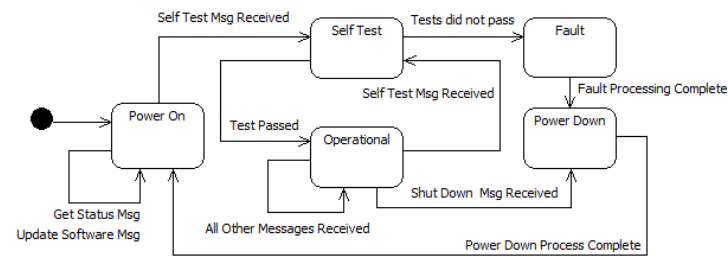 Self Test Msg Received
Self Test
Tests did not pass
Fault
Fault Processing Complete
Self Test Msg Received
Power On
Test Passed
Operational
Power Down
Shut Down Msg Received
Get Status Msg
Update Software Msg
All Other Messages Received
Power Down Process Complete